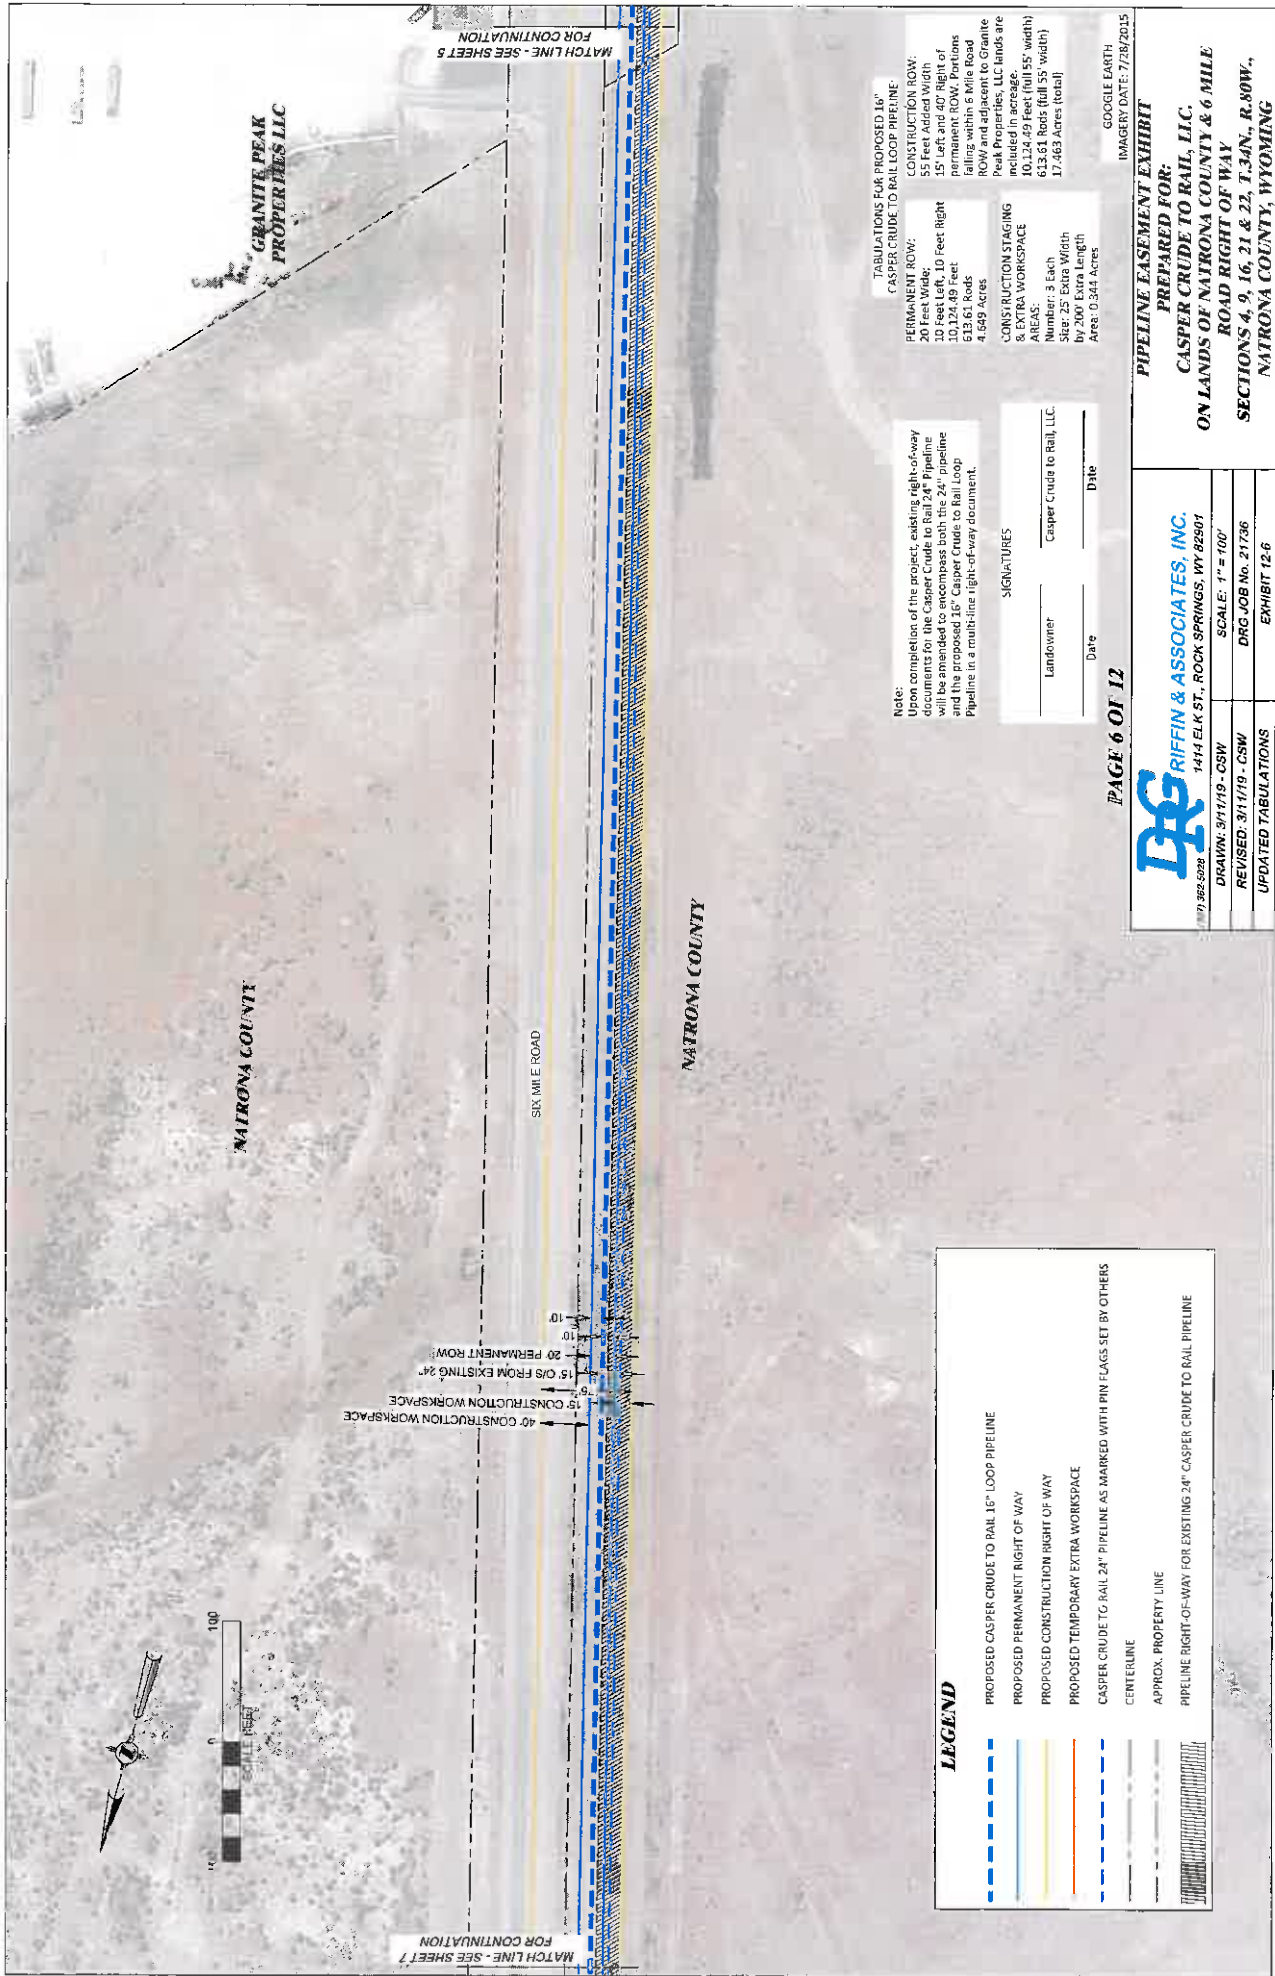 MATCH LINE - SEE SHEET 7
FOR CONTINUATION
MATCH LINE - SEE SHEET 5
FOR CONTINUATION
GRANITE PEAK
PROPERTIES LLC
NATRONA COUNTY
SIX MILE ROAD
NATRONA COUNTY
0
100
SCALE FEET
40' CONSTRUCTION WORKSPACE
15' CONSTRUCTION WORKSPACE
15' O/S FROM EXISTING 24"
20' PERMANENT ROW
10'
10'
LEGEND
PROPOSED CASPER CRUDE TO RAIL 16" LOOP PIPELINE
PROPOSED PERMANENT RIGHT OF WAY
PROPOSED CONSTRUCTION RIGHT OF WAY
PROPOSED TEMPORARY EXTRA WORKSPACE
CASPER CRUDE TO RAIL 24" PIPELINE AS MARKED WITH PIN FLAGS SET BY OTHERS
CENTERLINE
APPROX. PROPERTY LINE
PIPELINE RIGHT-OF-WAY FOR EXISTING 24" CASPER CRUDE TO RAIL PIPELINE
Note:
Upon completion of the project, existing right-of-way
documents for the Casper Crude to Rail 24" Pipeline
will be amended to encompass both the 24" pipeline
and the proposed 16" Casper Crude to Rail Loop
Pipeline in a multi-line right-of-way document.
SIGNATURES
Landowner
Casper Crude to Rail, LLC.
Date
Date
TABULATIONS FOR PROPOSED 16"
CASPER CRUDE TO RAIL LOOP PIPELINE:
PERMANENT ROW:
20 Feet Wide;
10 Feet Left, 10 Feet Right
10,124.49 Feet
613.61 Rods
4.649 Acres
CONSTRUCTION STAGING
& EXTRA WORKSPACE
AREAS:
Number: 3 Each
Size: 25' Extra Width
by 200' Extra Length
Area: 0.344 Acres
CONSTRUCTION ROW:
55 Feet Added Width
15' Left and 40' Right of
permanent ROW. Portions
falling within 6 Mile Road
ROW and adjacent to Granite
Peak Properties, LLC lands are
included in acreage.
10,124.49 Feet (full 55' width)
613.61 Rods (full 55' width)
17.463 Acres (total)
GOOGLE EARTH
IMAGERY DATE: 7/28/2015
PAGE 6 OF 12
DRG
RIFFIN & ASSOCIATES, INC.
362-5028 1414 ELK ST., ROCK SPRINGS, WY 82901
DRAWN: 3/11/19 - CSW
SCALE: 1" = 100'
REVISED: 3/11/19 - CSW
DRG JOB No. 21736
UPDATED TABULATIONS
EXHIBIT 12-6
PIPELINE EASEMENT EXHIBIT
PREPARED FOR:
CASPER CRUDE TO RAIL, LLC.
ON LANDS OF NATRONA COUNTY & 6 MILE
ROAD RIGHT OF WAY
SECTIONS 4, 9, 16, 21 & 22, T.34N., R.80W.,
NATRONA COUNTY, WYOMING